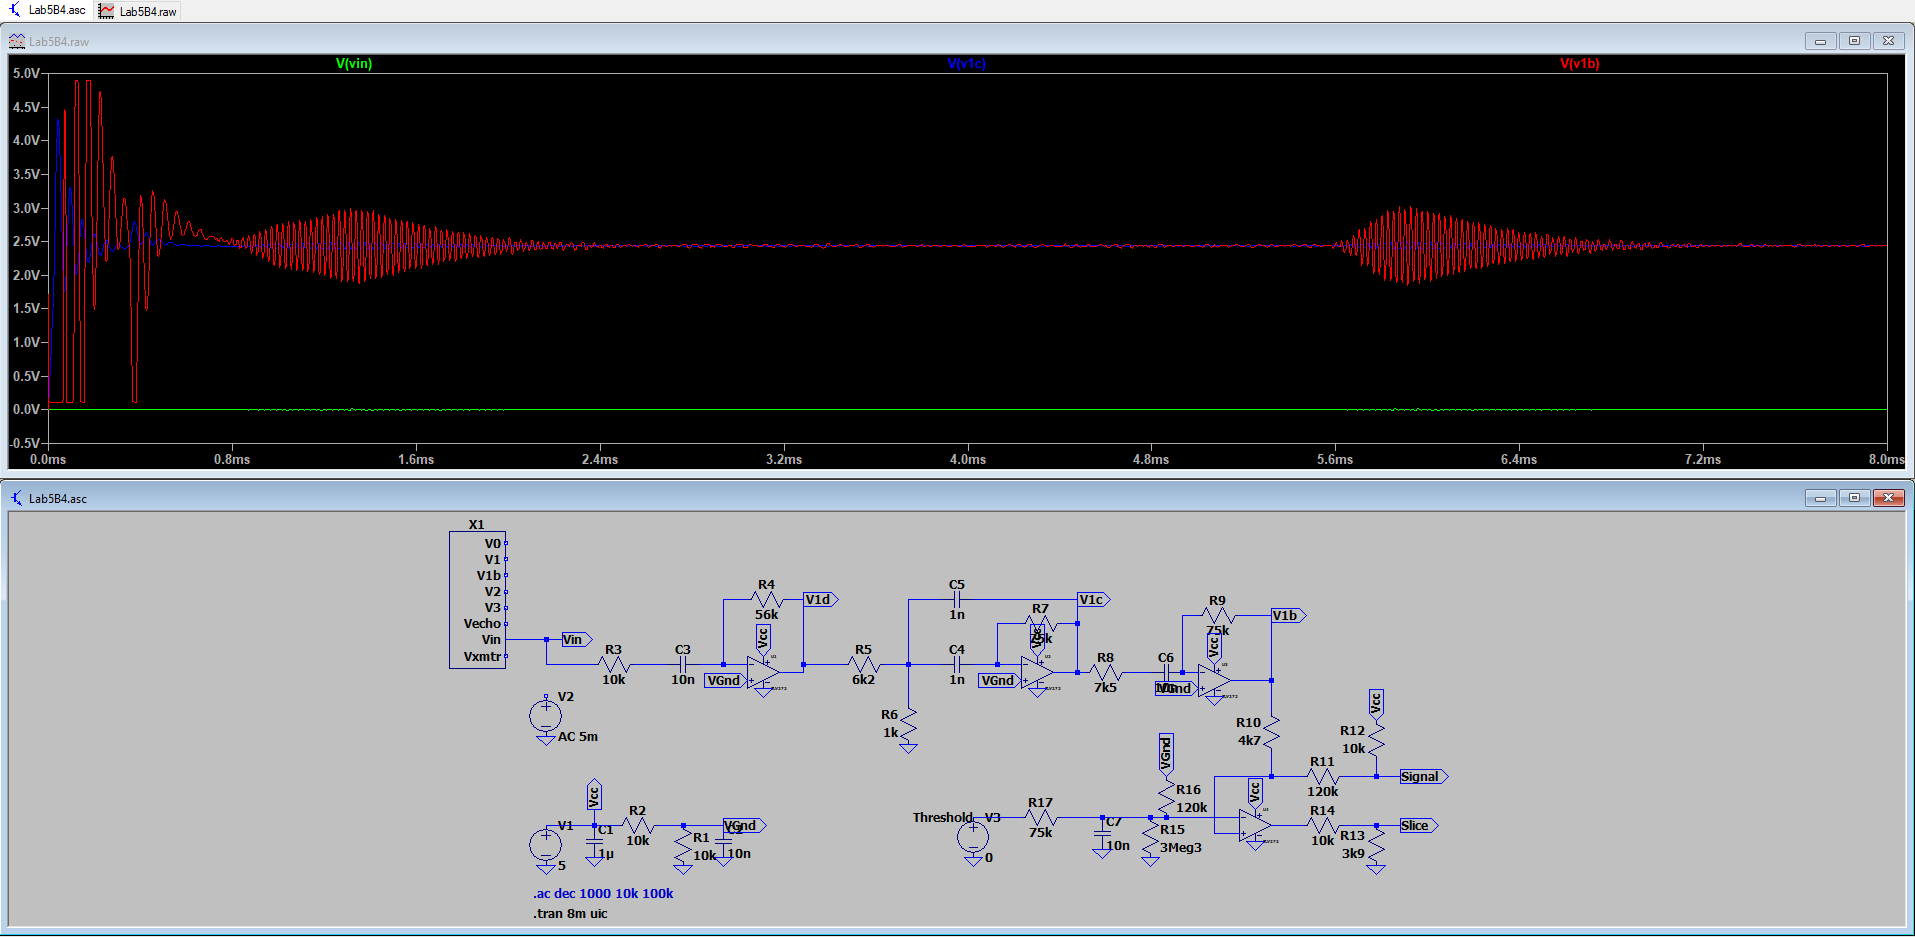 Lab5B4.asc Lab5B4.raw
Lab5B4.raw
V(vin) V(v1c) V(v1b)
5.0V
4.5V
4.0V
3.5V
3.0V
2.5V
2.0V
1.5V
1.0V
0.5V
0.0V
-0.5V
0.0ms 0.8ms 1.6ms 2.4ms 3.2ms 4.0ms 4.8ms 5.6ms 6.4ms 7.2ms 8.0ms
Lab5B4.asc
X1
V0
V1
V1b
V2
V3
Vecho
Vin
Vxmtr
Vin
R3
10k
C3
10n
R4
56k
V1d
Vcc
VGnd
U1
R5
6k2
C5
1n
C4
1n
R6
1k
R7
75k
V1c
Vcc
VGnd
R8
7k5
C6
VGnd
R9
75k
V1b
Vcc
R10
4k7
R11
120k
R12
10k
Vcc
Signal
V2
AC 5m
Vcc
V1
5
C1
1µ
R2
10k
R1
10k
VGnd
10n
Threshold V3
0
R17
75k
C7
10n
VGnd
R16
120k
R15
3Meg3
Vcc
R14
10k
R13
3k9
Slice
.ac dec 1000 10k 100k
.tran 8m uic